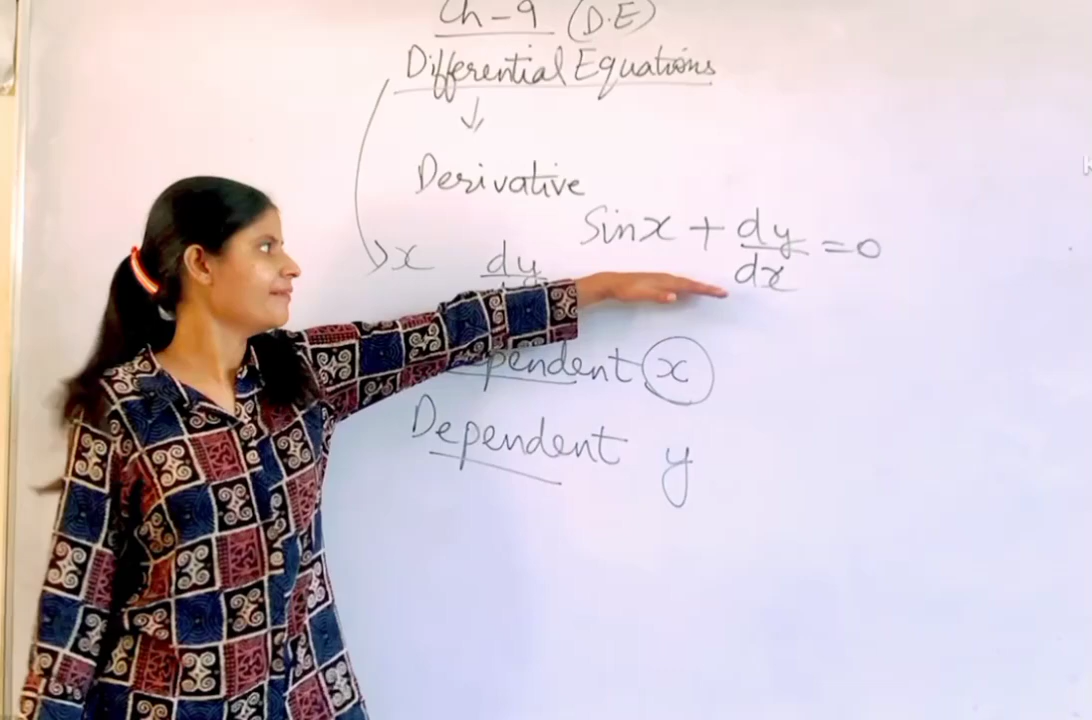 Ch-9 (D.E)
Differential Equations
↓
Derivative
Sinx + dy/dx = 0
x dy
pendent x
Dependent y